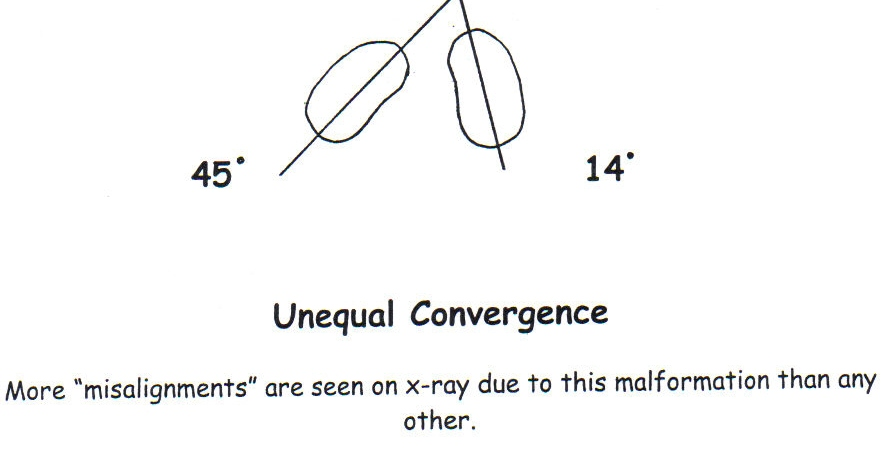 45°
14°
Unequal Convergence
More "misalignments" are seen on x-ray due to this malformation than any
other.